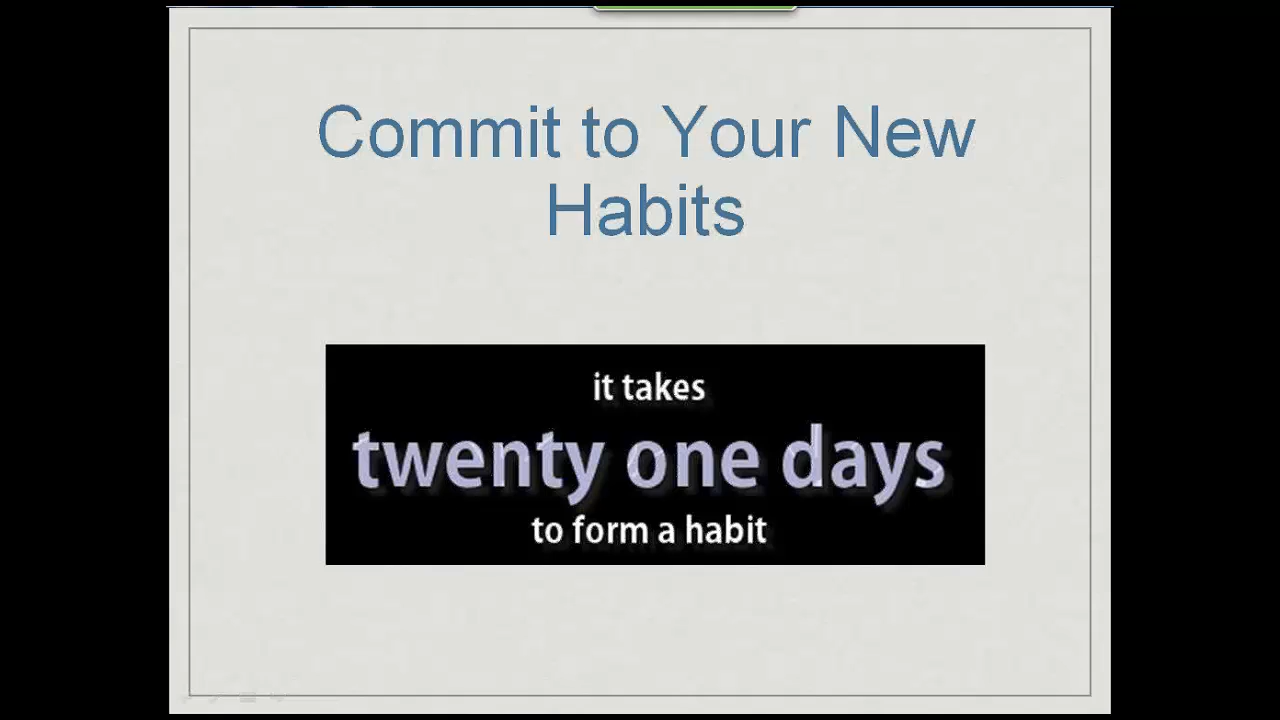 Commit to Your New
Habits
it takes
twenty one days
to form a habit